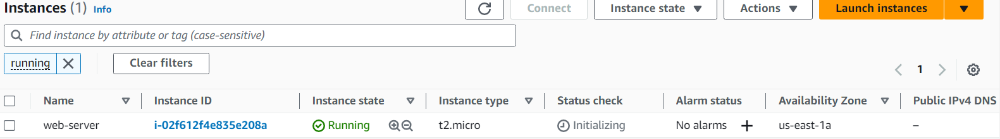 Instances (1) Info Connect Instance state Actions Launch instances
Find instance by attribute or tag (case-sensitive)
running Clear filters
1
Name Instance ID Instance state Instance type Status check Alarm status Availability Zone Public IPv4 DNS
web-server i-02f612f4e835e208a Running t2.micro Initializing No alarms + us-east-1a –